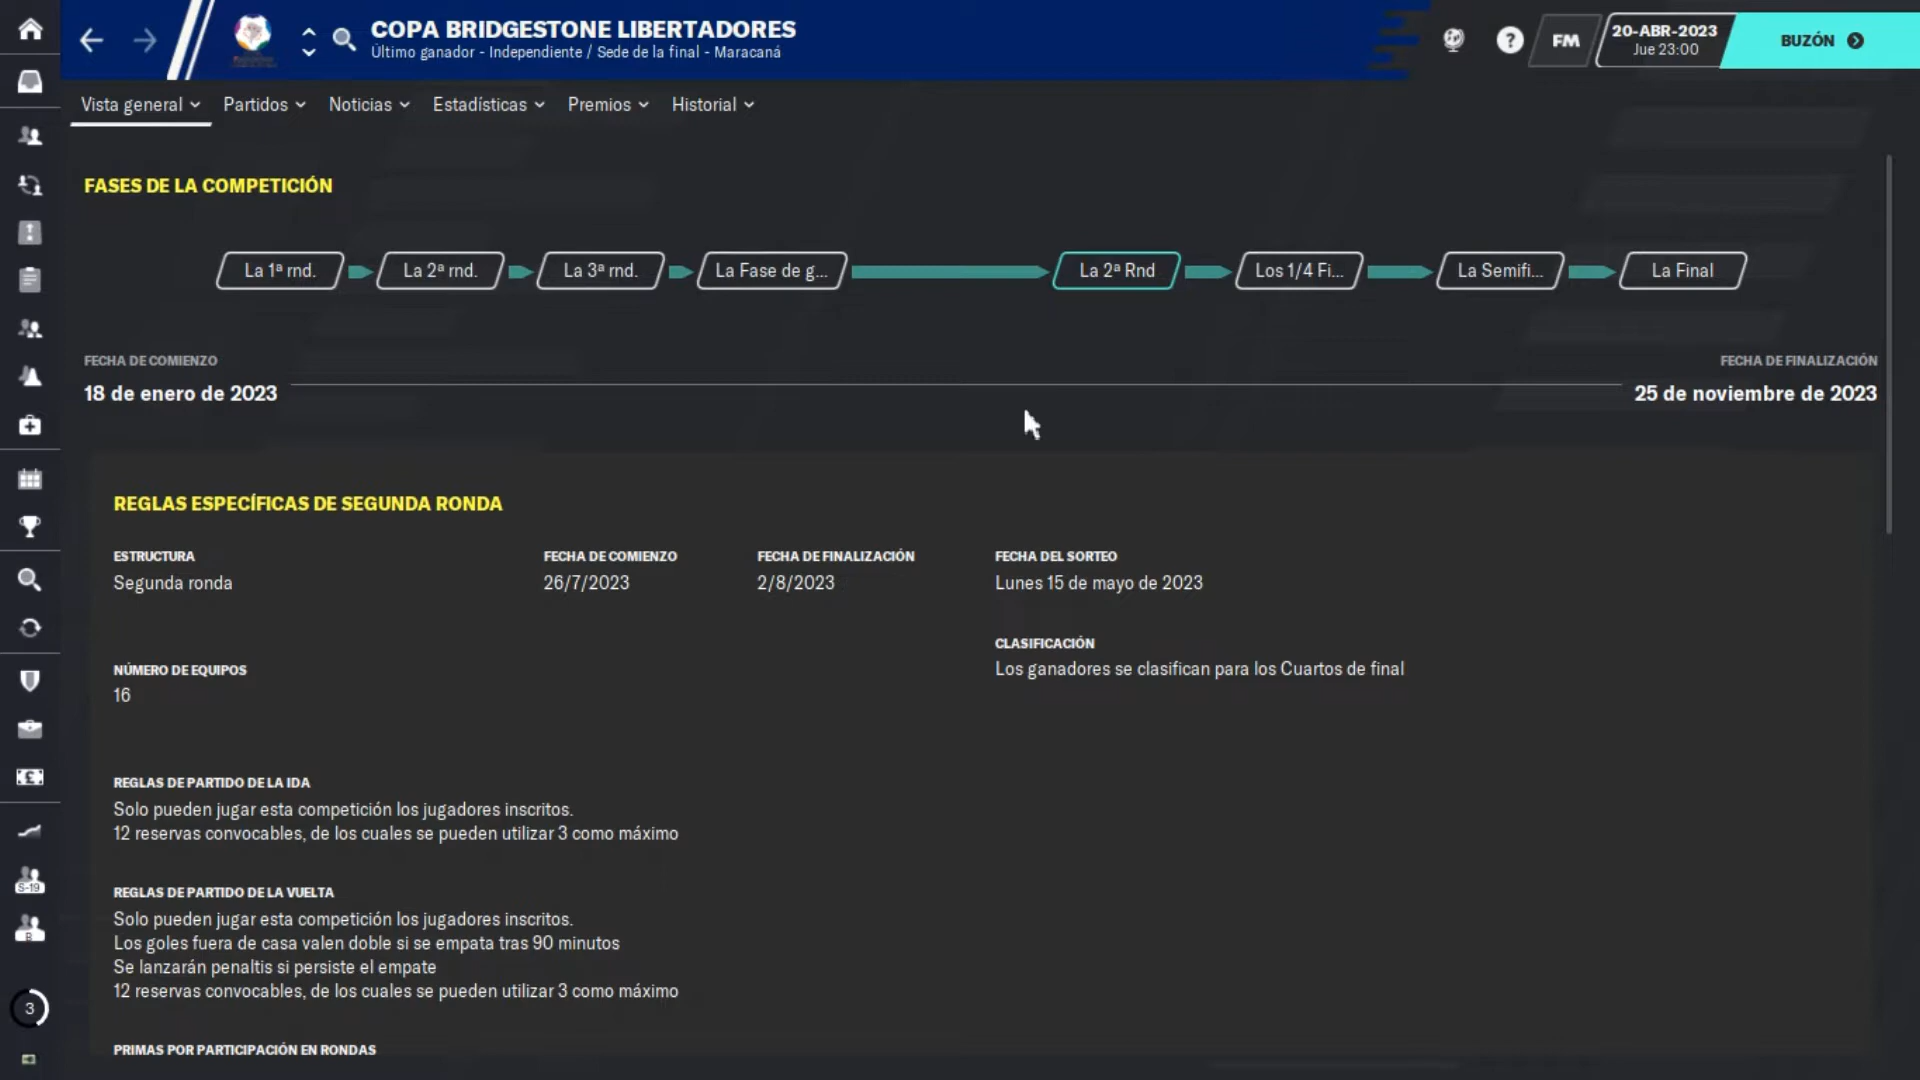 COPA BRIDGESTONE LIBERTADORES
Último ganador - Independiente / Sede de la final - Maracaná
?
FM
20-ABR-2023
Jue 23:00
BUZÓN
Vista general
Partidos
Noticias
Estadísticas
Premios
Historial
FASES DE LA COMPETICIÓN
La 1ª rnd.
La 2ª rnd.
La 3ª rnd.
La Fase de g...
La 2ª Rnd
Los 1/4 Fi...
La Semifi...
La Final
FECHA DE COMIENZO
18 de enero de 2023
FECHA DE FINALIZACIÓN
25 de noviembre de 2023
REGLAS ESPECÍFICAS DE SEGUNDA RONDA
ESTRUCTURA
Segunda ronda
FECHA DE COMIENZO
26/7/2023
FECHA DE FINALIZACIÓN
2/8/2023
FECHA DEL SORTEO
Lunes 15 de mayo de 2023
CLASIFICACIÓN
Los ganadores se clasifican para los Cuartos de final
NÚMERO DE EQUIPOS
16
REGLAS DE PARTIDO DE LA IDA
Solo pueden jugar esta competición los jugadores inscritos.
12 reservas convocables, de los cuales se pueden utilizar 3 como máximo
REGLAS DE PARTIDO DE LA VUELTA
Solo pueden jugar esta competición los jugadores inscritos.
Los goles fuera de casa valen doble si se empata tras 90 minutos
Se lanzarán penaltis si persiste el empate
12 reservas convocables, de los cuales se pueden utilizar 3 como máximo
PRIMAS POR PARTICIPACIÓN EN RONDAS
S-19
B
3